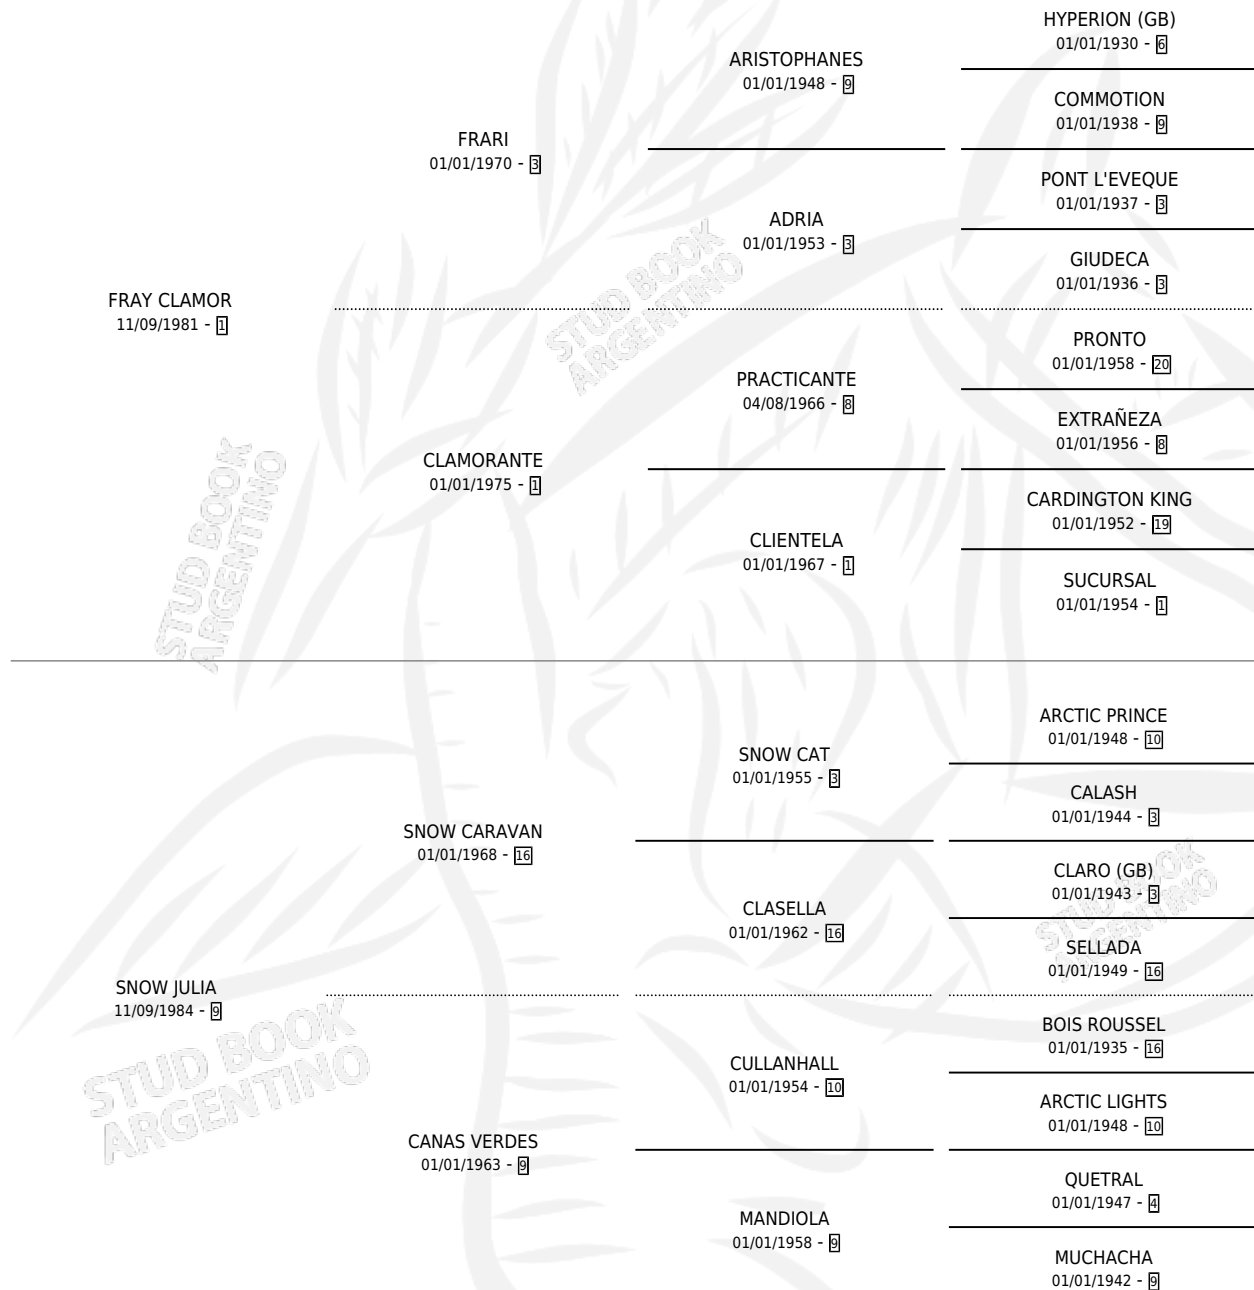 HYPERION (GB)
01/01/1930 - 6
ARISTOPHANES
01/01/1948 - 9
COMMOTION
01/01/1938 - 9
FRARI
01/01/1970 - 3
PONT L'EVEQUE
01/01/1937 - 3
ADRIA
01/01/1953 - 3
GIUDECA
01/01/1936 - 3
FRAY CLAMOR
11/09/1981 - 1
PRONTO
01/01/1958 - 20
PRACTICANTE
04/08/1966 - 8
EXTRAÑEZA
01/01/1956 - 8
CLAMORANTE
01/01/1975 - 1
CARDINGTON KING
01/01/1952 - 19
CLIENTELA
01/01/1967 - 1
SUCURSAL
01/01/1954 - 1
STUD BOOK
ARGENTINO
STUD BOOK
ARGENTINO
ARCTIC PRINCE
01/01/1948 - 10
SNOW CAT
01/01/1955 - 3
CALASH
01/01/1944 - 3
SNOW CARAVAN
01/01/1968 - 16
CLARO (GB)
01/01/1943 - 3
CLASELLA
01/01/1962 - 16
SELLADA
01/01/1949 - 16
SNOW JULIA
11/09/1984 - 9
BOIS ROUSSEL
01/01/1935 - 16
CULLANHALL
01/01/1954 - 10
ARCTIC LIGHTS
01/01/1948 - 10
CANAS VERDES
01/01/1963 - 9
QUETRAL
01/01/1947 - 4
MANDIOLA
01/01/1958 - 9
MUCHACHA
01/01/1942 - 9
STUD BOOK
ARGENTINO
STUD BOOK
ARGENTINO